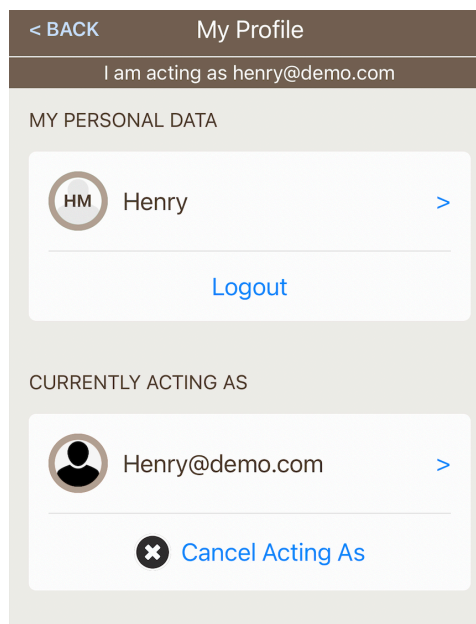 < BACK My Profile
I am acting as henry@demo.com
MY PERSONAL DATA
HM Henry >
Logout
CURRENTLY ACTING AS
Henry@demo.com >
Cancel Acting As